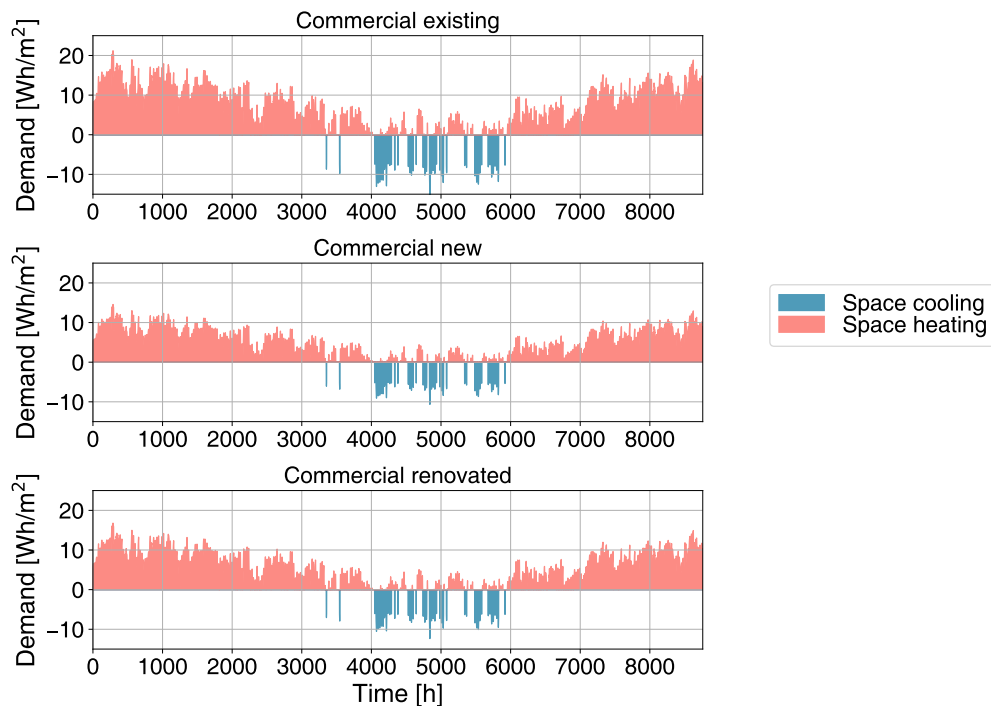 Commercial existing
Demand [Wh/m²]
20
10
0
−10
0 1000 2000 3000 4000 5000 6000 7000 8000
Commercial new
Demand [Wh/m²]
20
10
0
−10
0 1000 2000 3000 4000 5000 6000 7000 8000
Space cooling
Space heating
Commercial renovated
Demand [Wh/m²]
20
10
0
−10
0 1000 2000 3000 4000 5000 6000 7000 8000
Time [h]